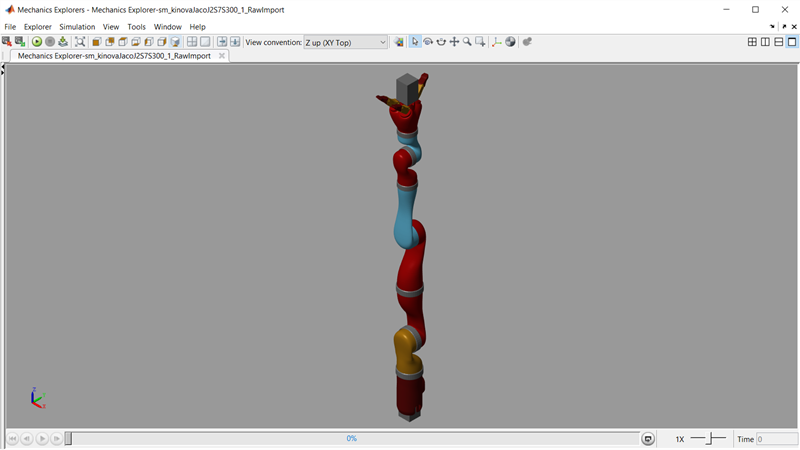 Mechanics Explorers - Mechanics Explorer-sm_kinovaJacoJ2S7S300_1_RawImport
File Explorer Simulation View Tools Window Help
View convention: Z up (XY Top)
Mechanics Explorer-sm_kinovaJacoJ2S7S300_1_RawImport
Z
Y
X
0%
1X
Time 0